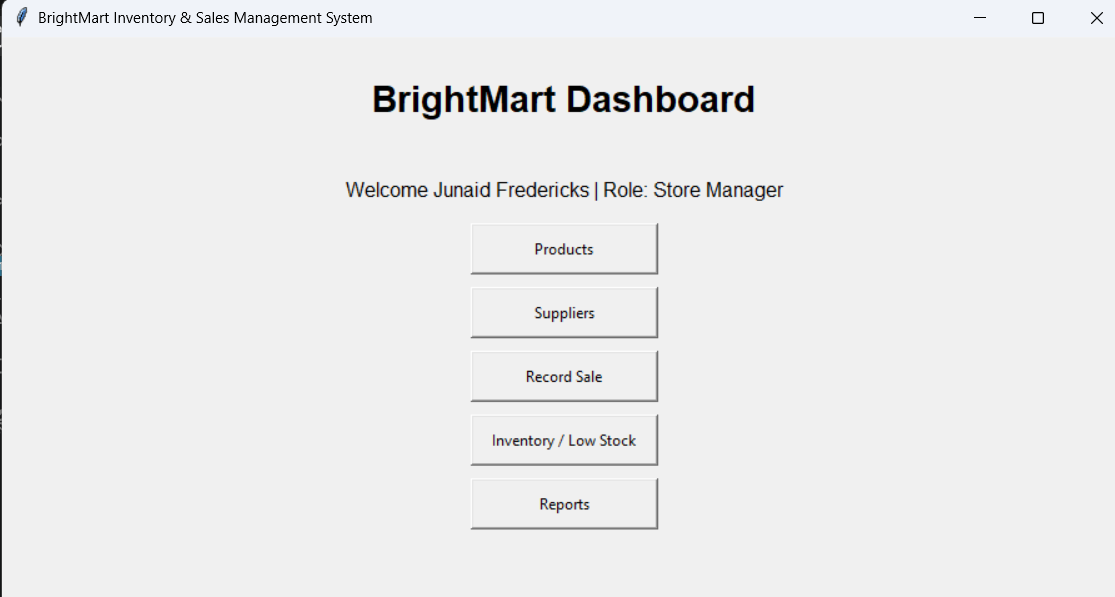 BrightMart Inventory & Sales Management System
BrightMart Dashboard
Welcome Junaid Fredericks | Role: Store Manager
Products
Suppliers
Record Sale
Inventory / Low Stock
Reports